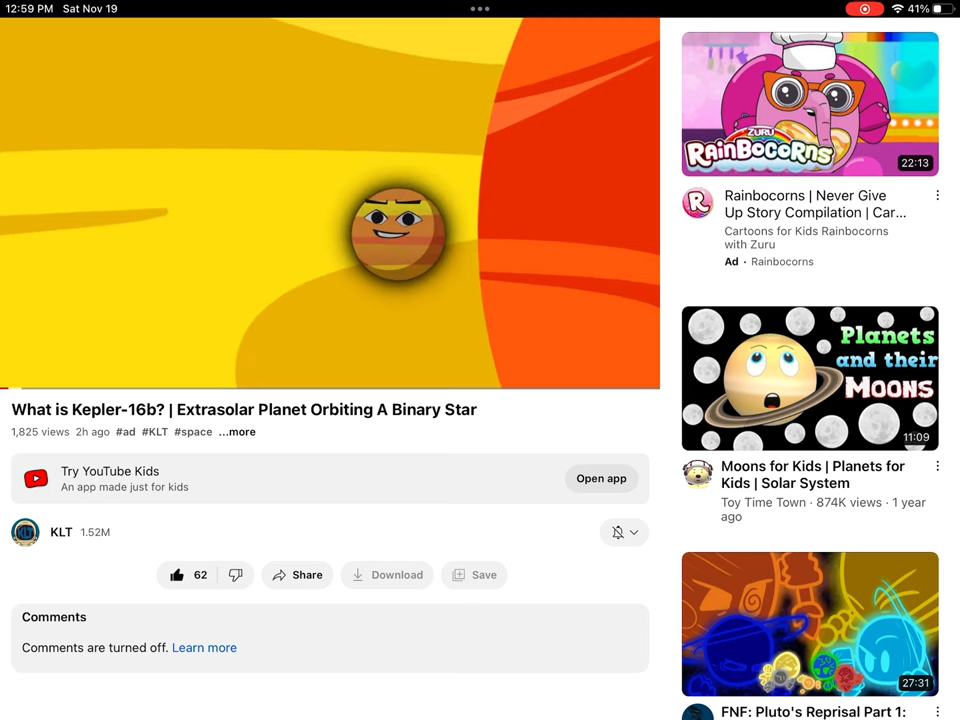 12:59 PM Sat Nov 19
41%
What is Kepler-16b? | Extrasolar Planet Orbiting A Binary Star
1,825 views 2h ago #ad #KLT #space ...more
Try YouTube Kids
An app made just for kids
Open app
KLT 1.52M
62
Share
Download
Save
Comments
Comments are turned off. Learn more
ZURU
RainBocoRns
22:13
R
Rainbocorns | Never Give
Up Story Compilation | Car...
Cartoons for Kids Rainbocorns
with Zuru
Ad · Rainbocorns
Planets
and their
Moons
11:09
Moons for Kids | Planets for
Kids | Solar System
Toy Time Town · 874K views · 1 year
ago
27:31
FNF: Pluto's Reprisal Part 1: